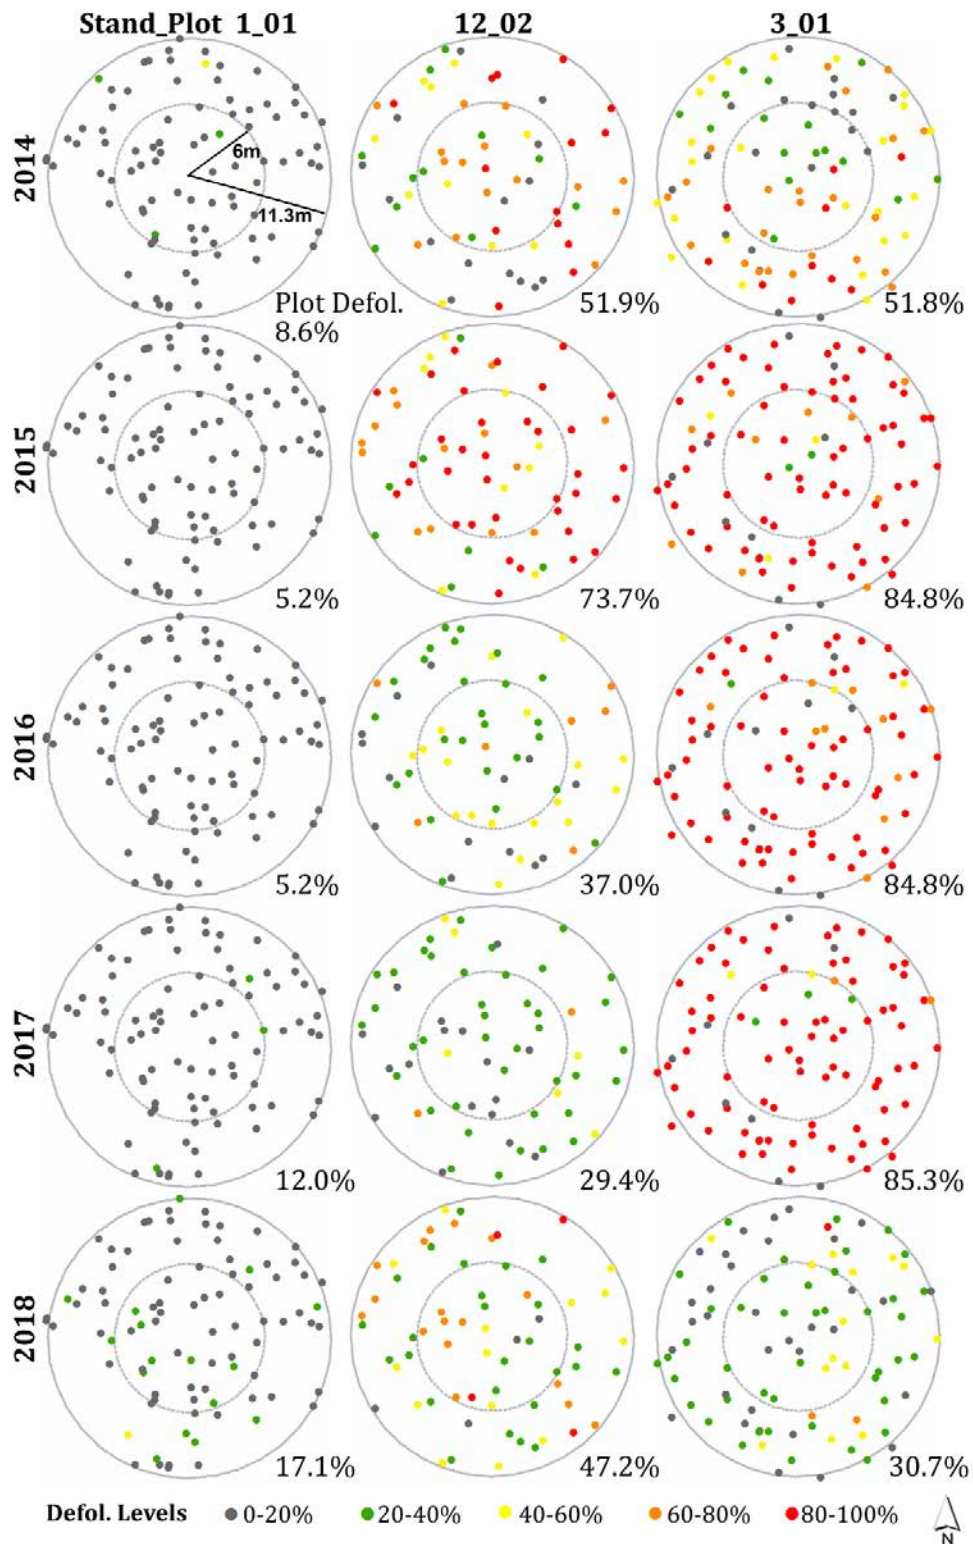 Stand_Plot 1_01 12_02 3_01
2014
6m
11.3m
Plot Defol.
8.6% 51.9% 51.8%
2015
5.2% 73.7% 84.8%
2016
5.2% 37.0% 84.8%
2017
12.0% 29.4% 85.3%
2018
17.1% 47.2% 30.7%
Defol. Levels 0-20% 20-40% 40-60% 60-80% 80-100%
N